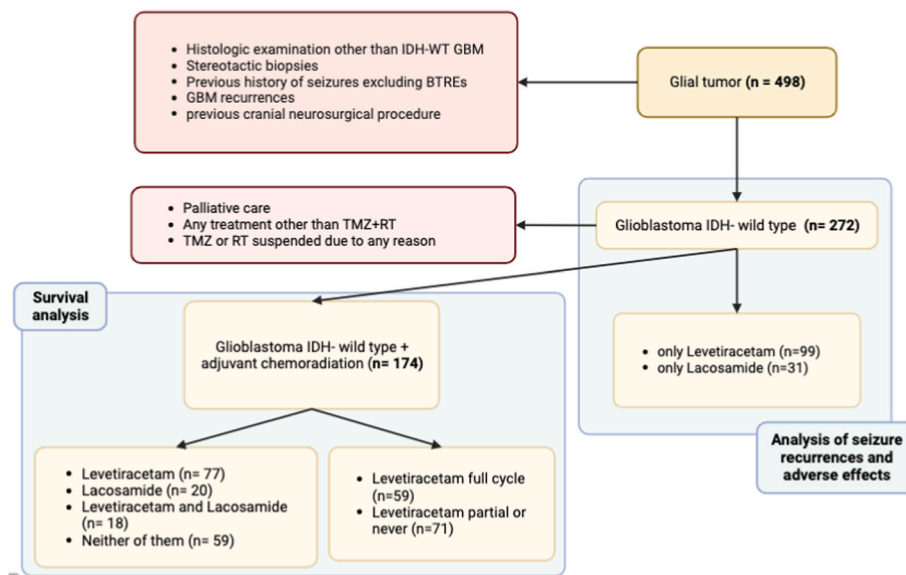 • Histologic examination other than IDH-WT GBM
• Stereotactic biopsies
• Previous history of seizures excluding BTREs
• GBM recurrences
• previous cranial neurosurgical procedure
Glial tumor (n = 498)
• Palliative care
• Any treatment other than TMZ+RT
• TMZ or RT suspended due to any reason
Glioblastoma IDH- wild type (n= 272)
Survival
analysis
Glioblastoma IDH- wild type +
adjuvant chemoradiation (n= 174)
• only Levetiracetam (n=99)
• only Lacosamide (n=31)
Analysis of seizure
recurrences and
adverse effects
• Levetiracetam (n= 77)
• Lacosamide (n= 20)
• Levetiracetam and Lacosamide
(n= 18)
• Neither of them (n= 59)
• Levetiracetam full cycle
(n=59)
• Levetiracetam partial or
never (n=71)